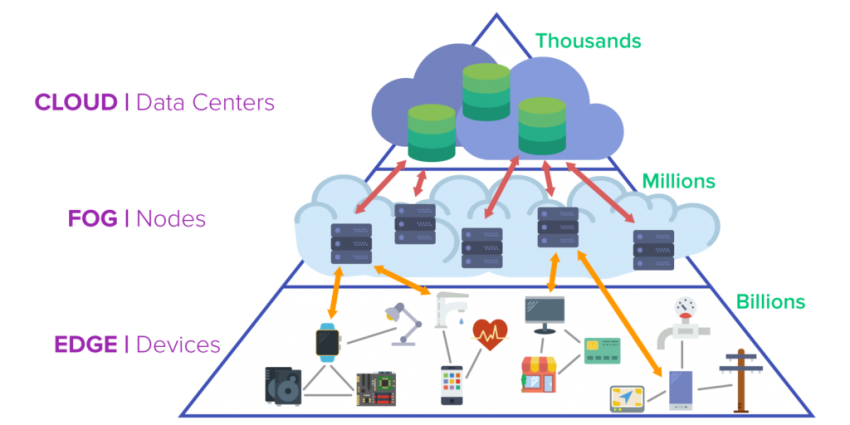 Thousands
CLOUD | Data Centers
Millions
FOG | Nodes
Billions
EDGE | Devices